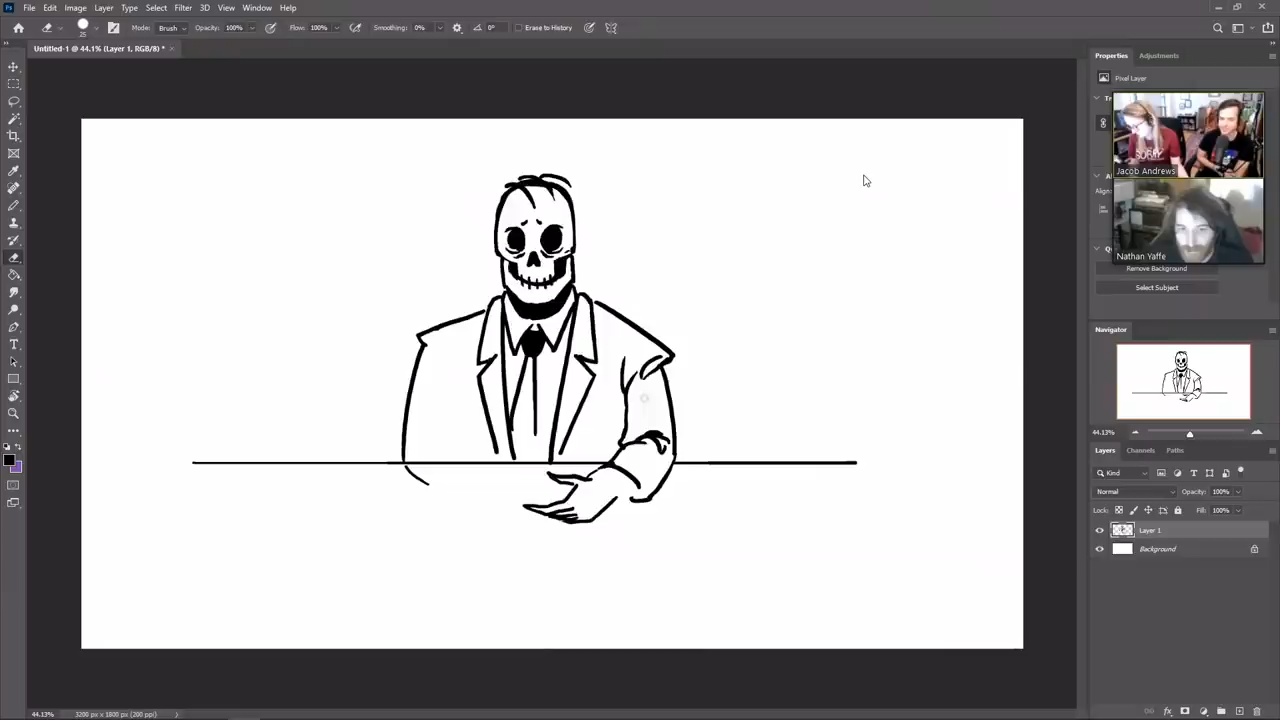 Ps File Edit Image Layer Type Select Filter 3D View Window Help
25 Mode: Brush Opacity: 100% Flow: 100% Smoothing: 0% 0° Erase to History
Untitled-1 @ 44.1% (Layer 1, RGB/8) * ×
Properties Adjustments
Pixel Layer
Jacob Andrews
Nathan Yaffe
Remove Background
Select Subject
Navigator
44.13%
Layers Channels Paths
Kind
Normal Opacity: 100%
Lock: Fill: 100%
Layer 1
Background
44.13% 3200 px x 1800 px (200 ppi)